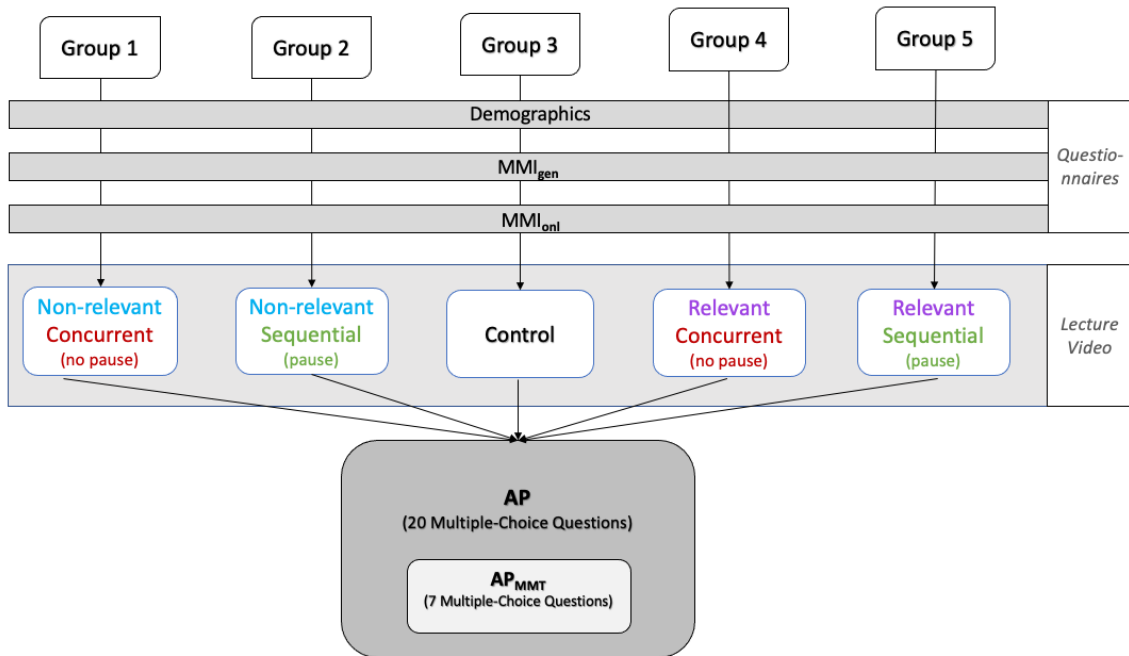 Group 1
Group 2
Group 3
Group 4
Group 5
Demographics
MMIgen
MMIonl
Questio-
nnaires
Non-relevant
Concurrent
(no pause)
Non-relevant
Sequential
(pause)
Control
Relevant
Concurrent
(no pause)
Relevant
Sequential
(pause)
Lecture
Video
AP
(20 Multiple-Choice Questions)
APMMT
(7 Multiple-Choice Questions)